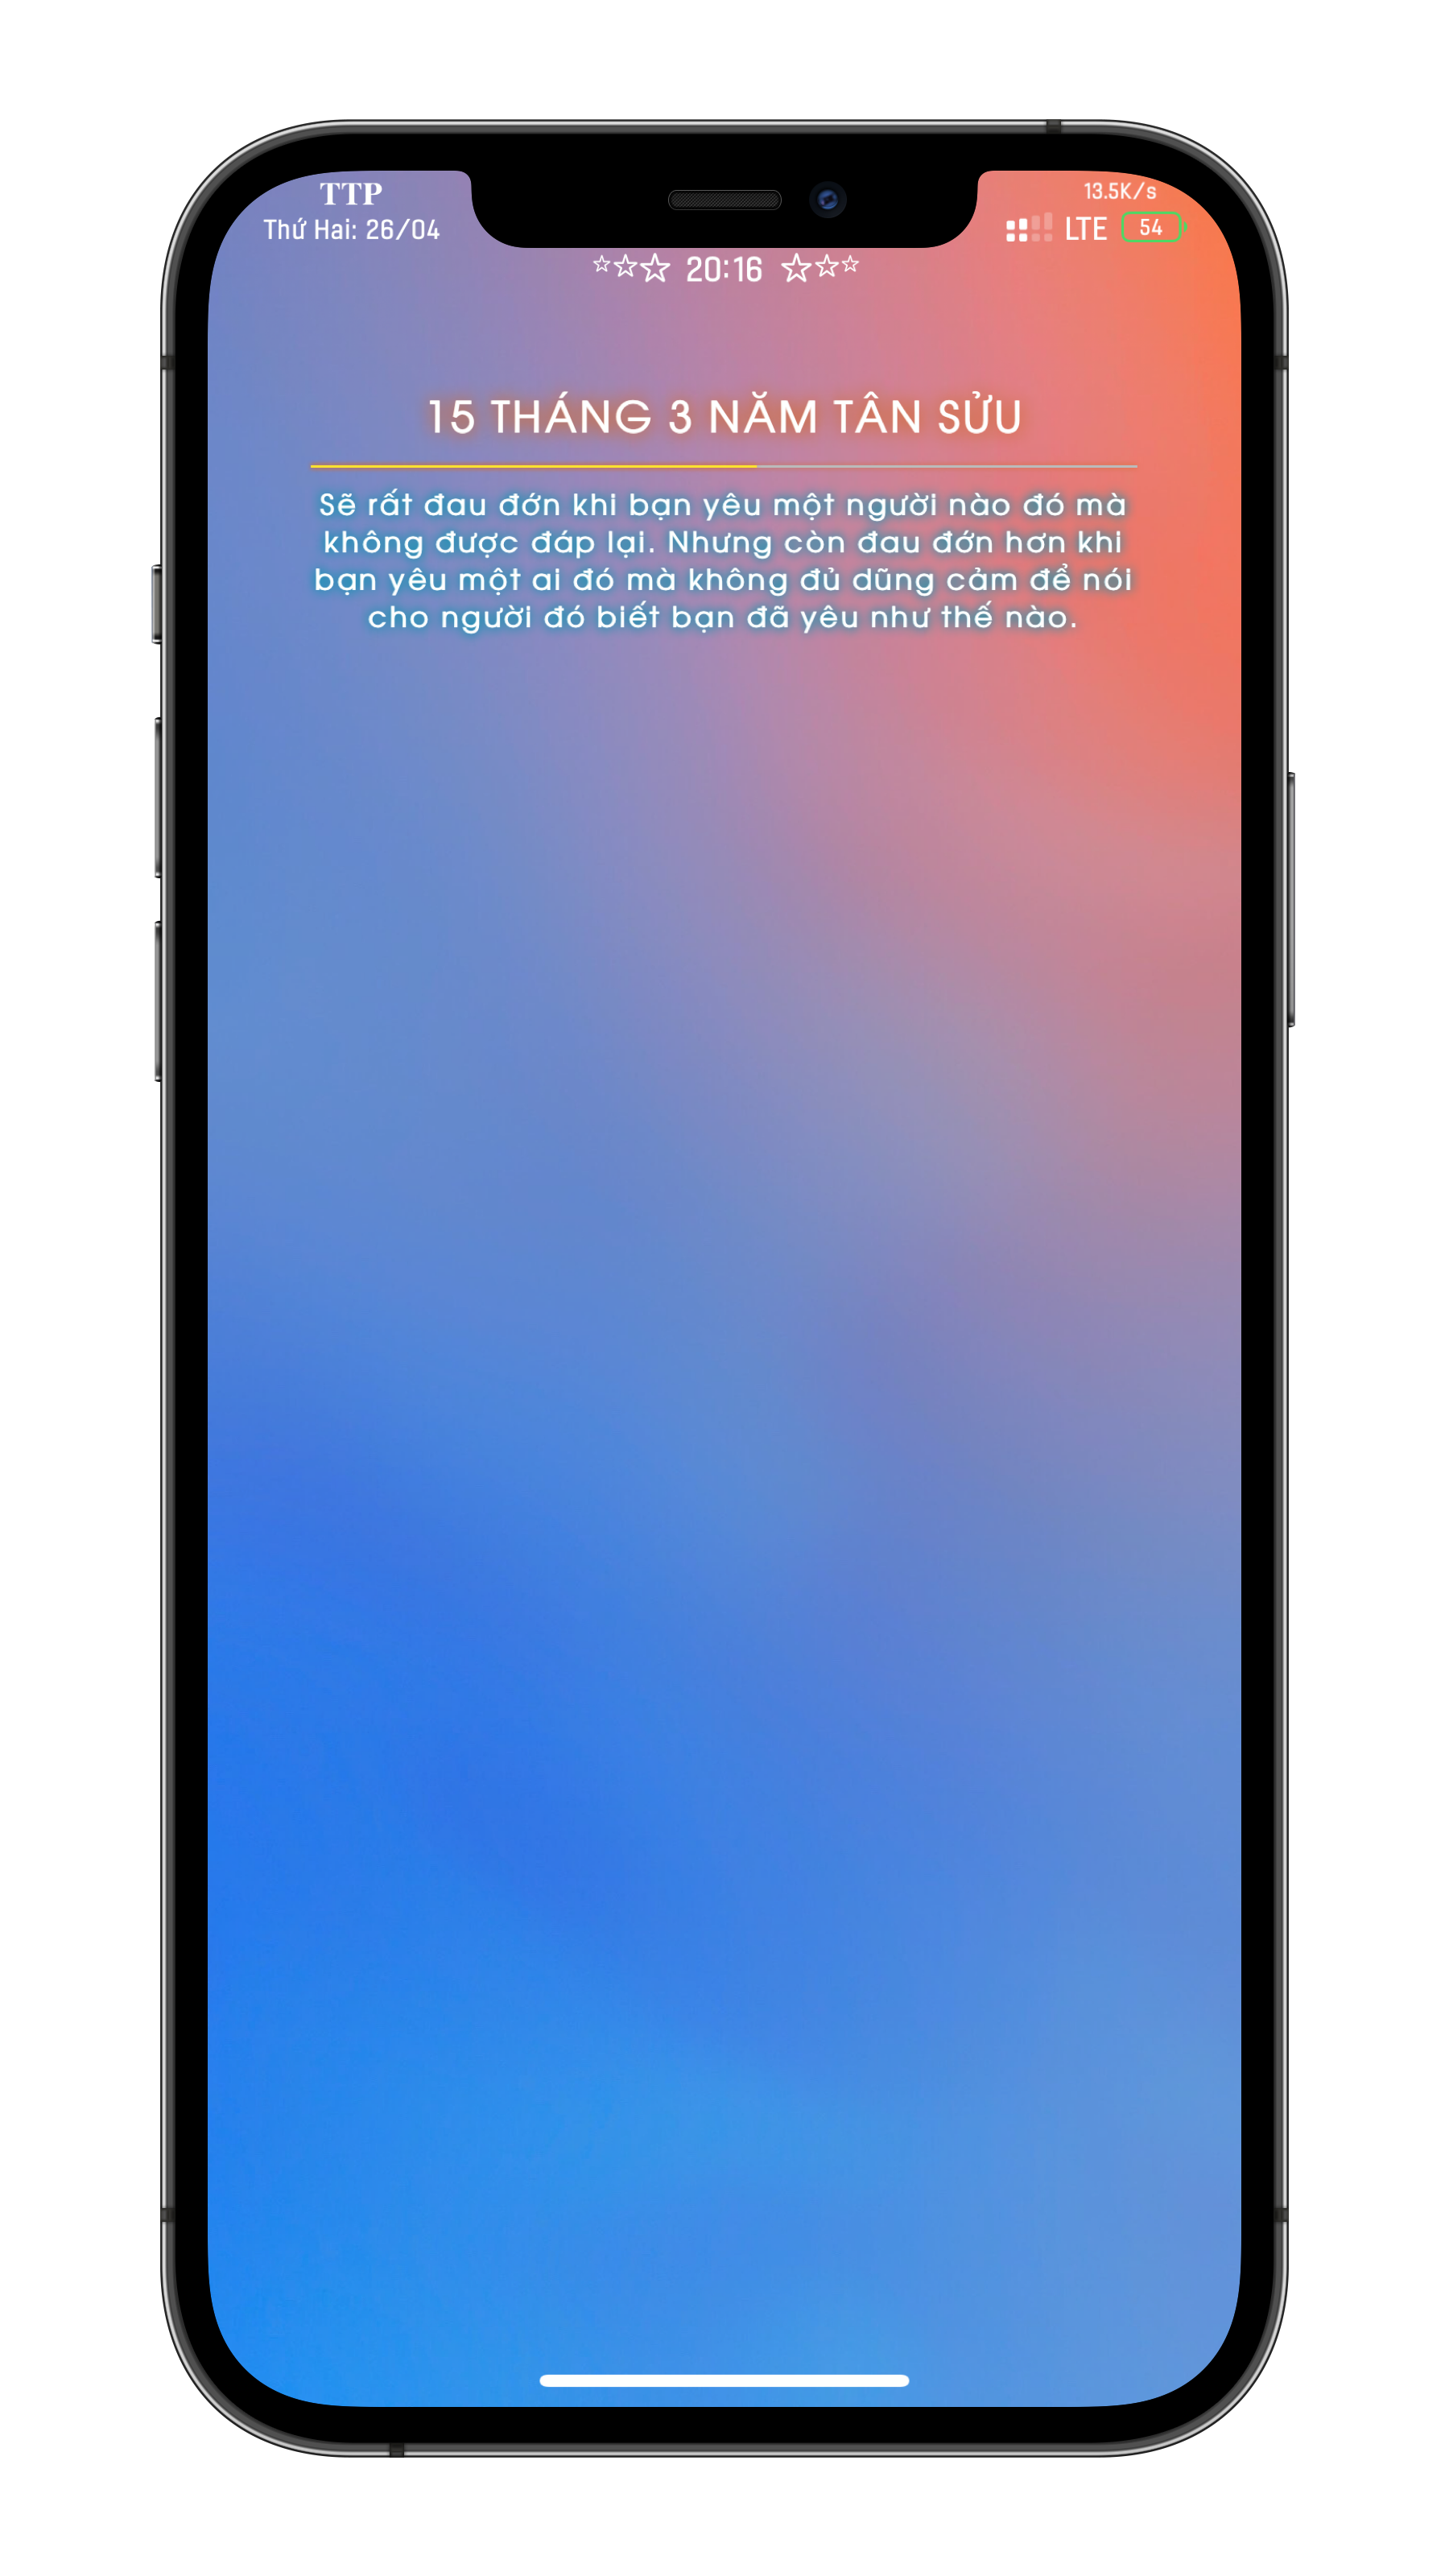 TTP
13.5K/s
Thứ Hai: 26/04
LTE 54
☆☆☆ 20:16 ☆☆☆
15 THÁNG 3 NĂM TÂN SỬU
Sẽ rất đau đớn khi bạn yêu một người nào đó mà
không được đáp lại. Nhưng còn đau đớn hơn khi
bạn yêu một ai đó mà không đủ dũng cảm để nói
cho người đó biết bạn đã yêu như thế nào.